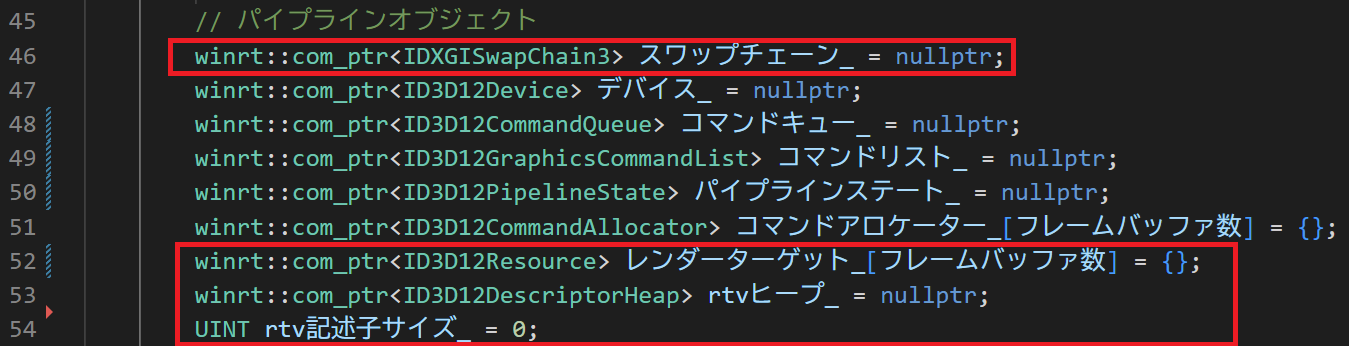 45 // パイプラインオブジェクト
46 winrt::com_ptr<IDXGISwapChain3> スワップチェーン_ = nullptr;
47 winrt::com_ptr<ID3D12Device> デバイス_ = nullptr;
48 winrt::com_ptr<ID3D12CommandQueue> コマンドキュー_ = nullptr;
49 winrt::com_ptr<ID3D12GraphicsCommandList> コマンドリスト_ = nullptr;
50 winrt::com_ptr<ID3D12PipelineState> パイプラインステート_ = nullptr;
51 winrt::com_ptr<ID3D12CommandAllocator> コマンドアロケーター_[フレームバッファ数] = {};
52 winrt::com_ptr<ID3D12Resource> レンダーターゲット_[フレームバッファ数] = {};
53 winrt::com_ptr<ID3D12DescriptorHeap> rtvヒープ_ = nullptr;
54 UINT rtv記述子サイズ_ = 0;